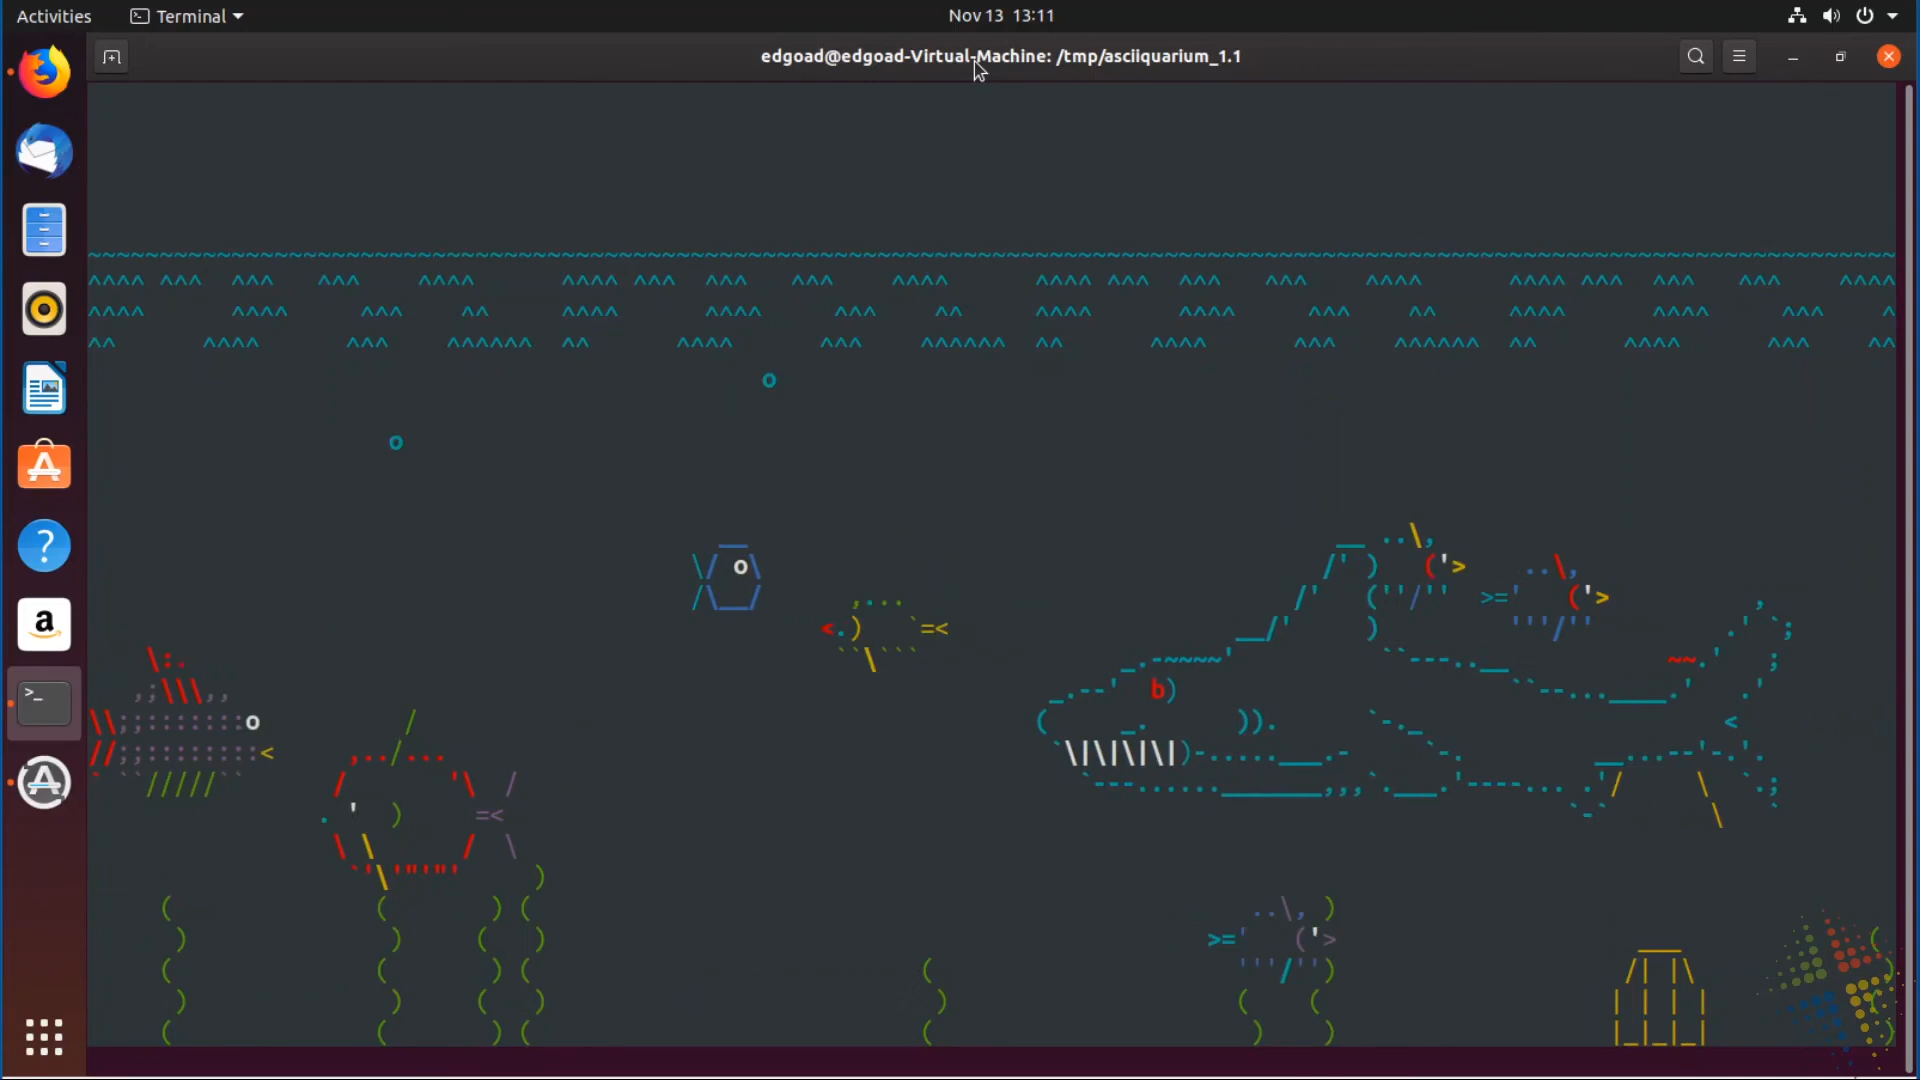 Activities
Terminal
Nov 13 13:11
edgoad@edgoad-Virtual-Machine: /tmp/asciiquarium_1.1